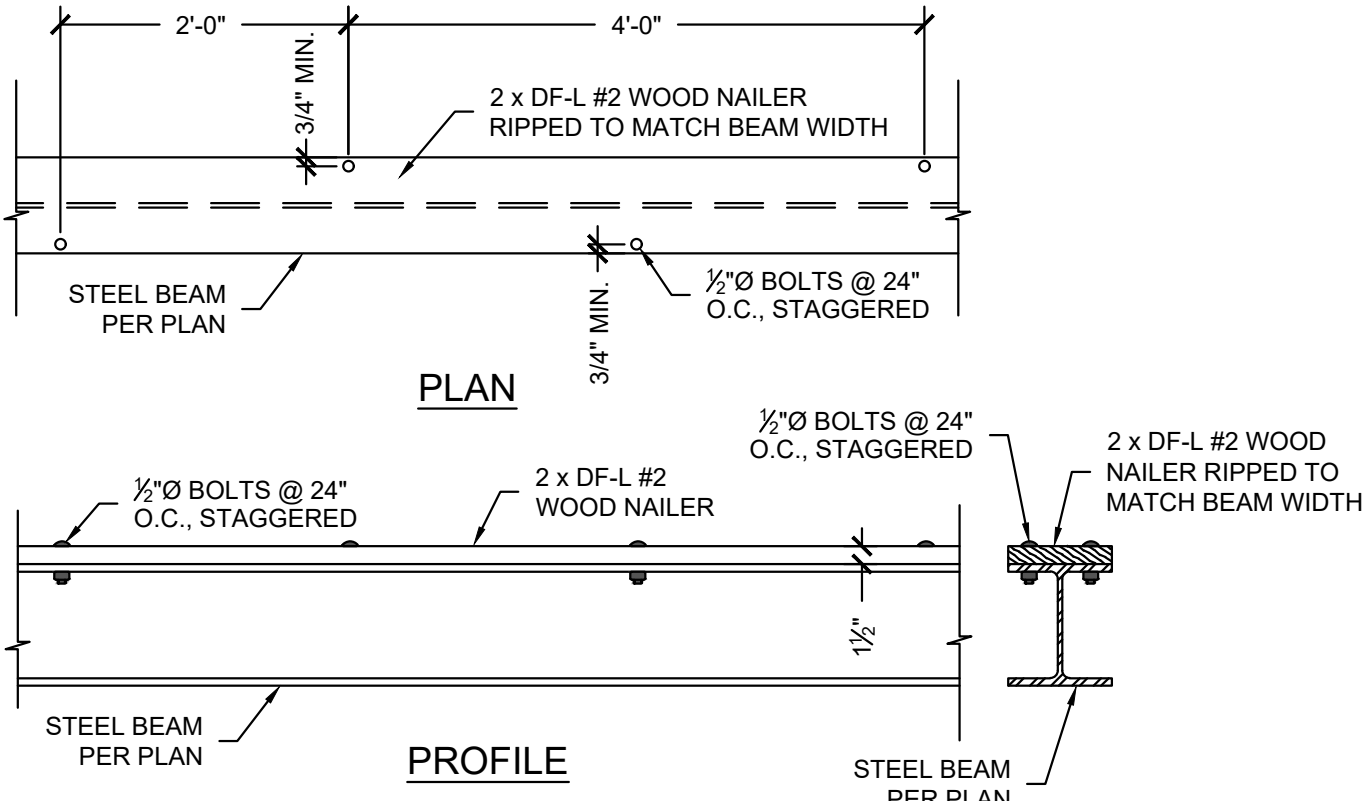 2'-0"
4'-0"
3/4" MIN.
2 x DF-L #2 WOOD NAILER
RIPPED TO MATCH BEAM WIDTH
STEEL BEAM
PER PLAN
3/4" MIN.
½"Ø BOLTS @ 24"
O.C., STAGGERED
PLAN
½"Ø BOLTS @ 24"
O.C., STAGGERED
2 x DF-L #2
WOOD NAILER
½"Ø BOLTS @ 24"
O.C., STAGGERED
2 x DF-L #2 WOOD
NAILER RIPPED TO
MATCH BEAM WIDTH
1½"
STEEL BEAM
PER PLAN
PROFILE
STEEL BEAM
PER PLAN